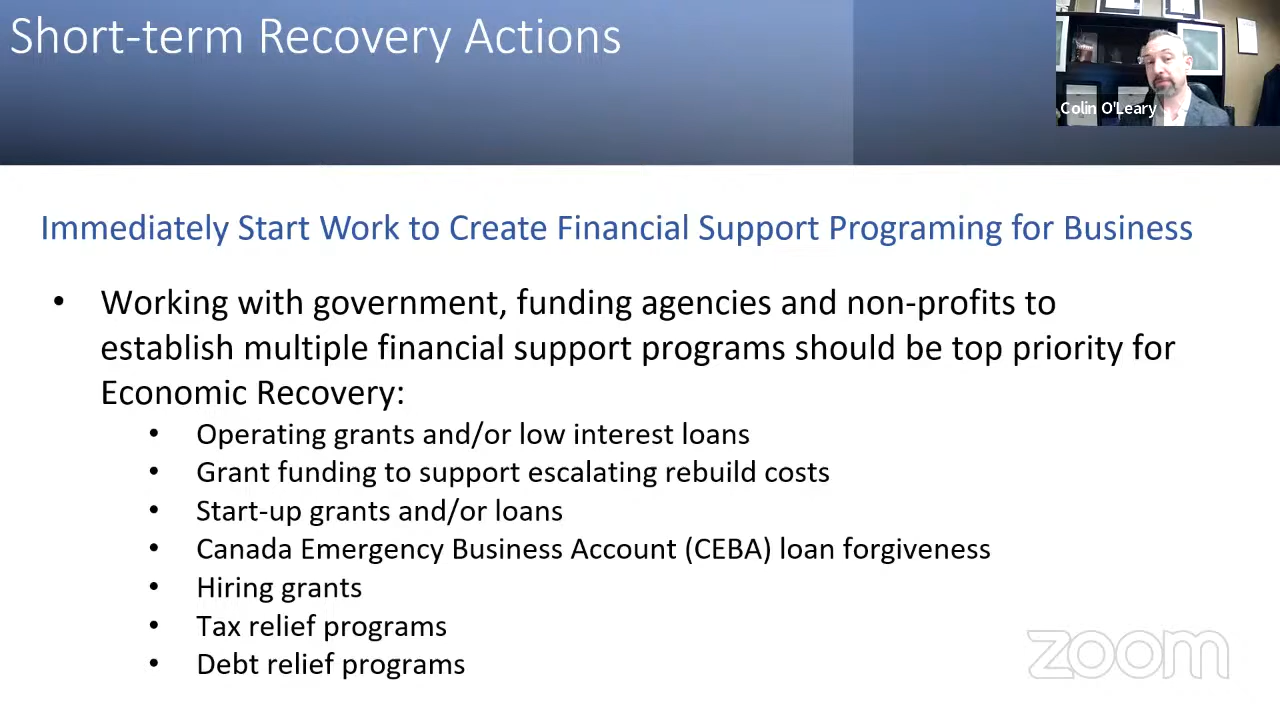 Short-term Recovery Actions
Colin O'Leary
Immediately Start Work to Create Financial Support Programing for Business
• Working with government, funding agencies and non-profits to
establish multiple financial support programs should be top priority for
Economic Recovery:
• Operating grants and/or low interest loans
• Grant funding to support escalating rebuild costs
• Start-up grants and/or loans
• Canada Emergency Business Account (CEBA) loan forgiveness
• Hiring grants
• Tax relief programs
• Debt relief programs
zoom